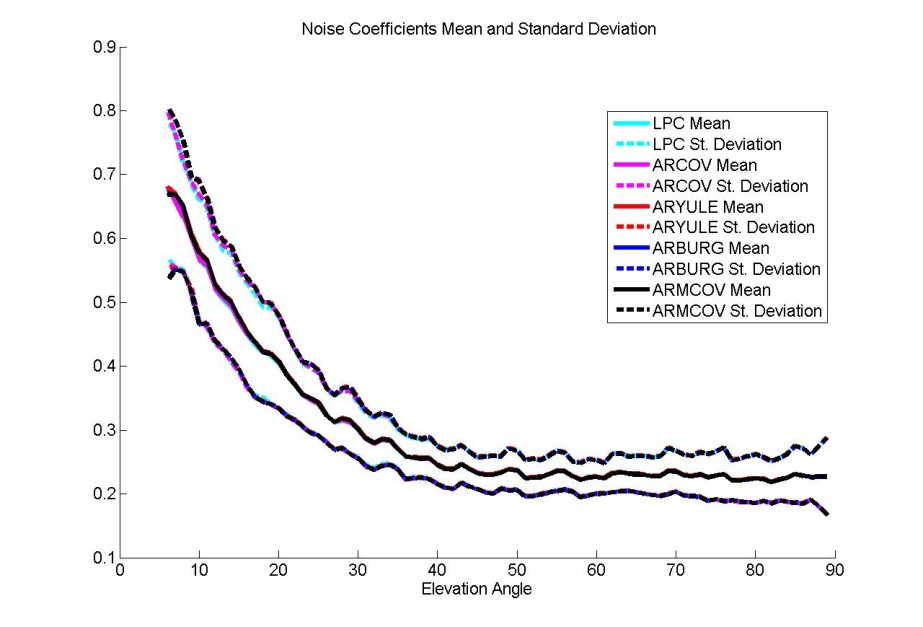 Noise Coefficients Mean and Standard Deviation
0.9
0.8
0.7
0.6
0.5
0.4
0.3
0.2
0.1
LPC Mean
LPC St. Deviation
ARCOV Mean
ARCOV St. Deviation
ARYULE Mean
ARYULE St. Deviation
ARBURG Mean
ARBURG St. Deviation
ARMCOV Mean
ARMCOV St. Deviation
0 10 20 30 40 50 60 70 80 90
Elevation Angle